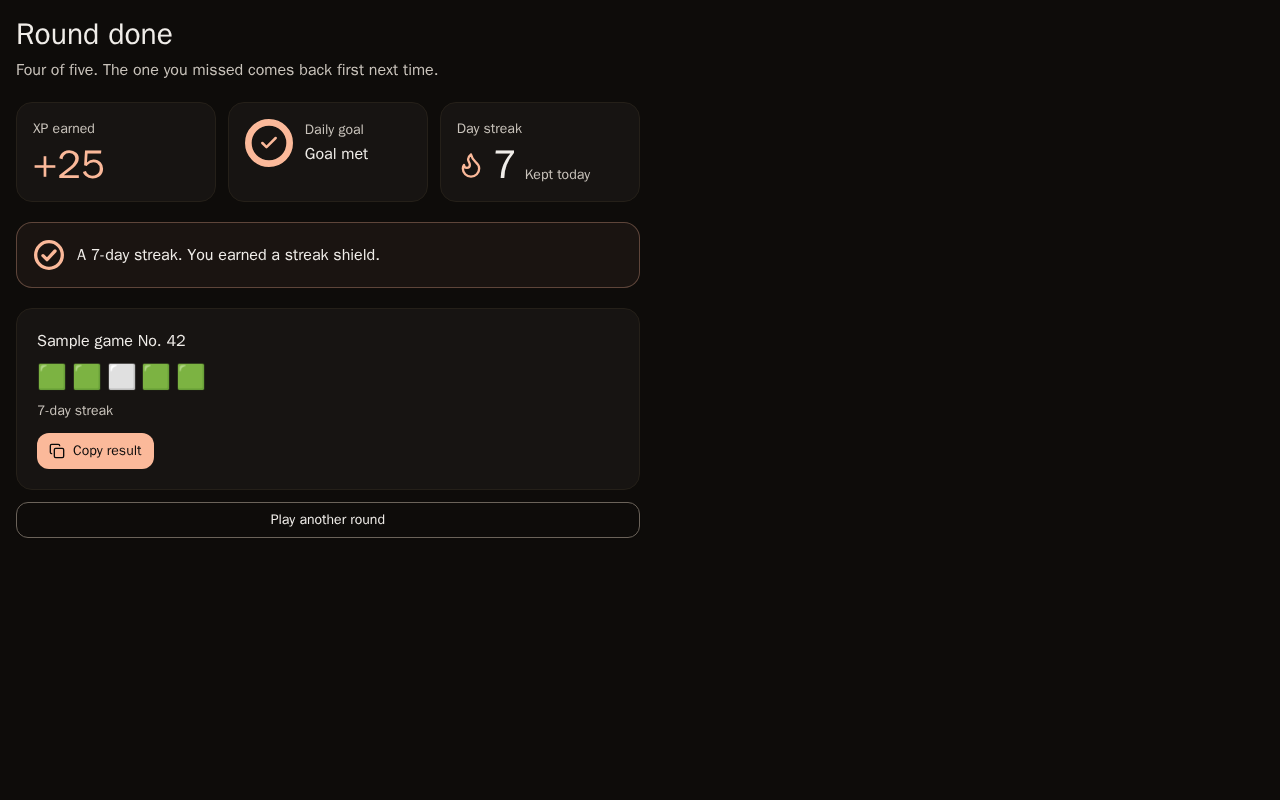 Round done
Four of five. The one you missed comes back first next time.
XP earned
+25
Daily goal
Goal met
Day streak
7 Kept today
A 7-day streak. You earned a streak shield.
Sample game No. 42
7-day streak
Copy result
Play another round